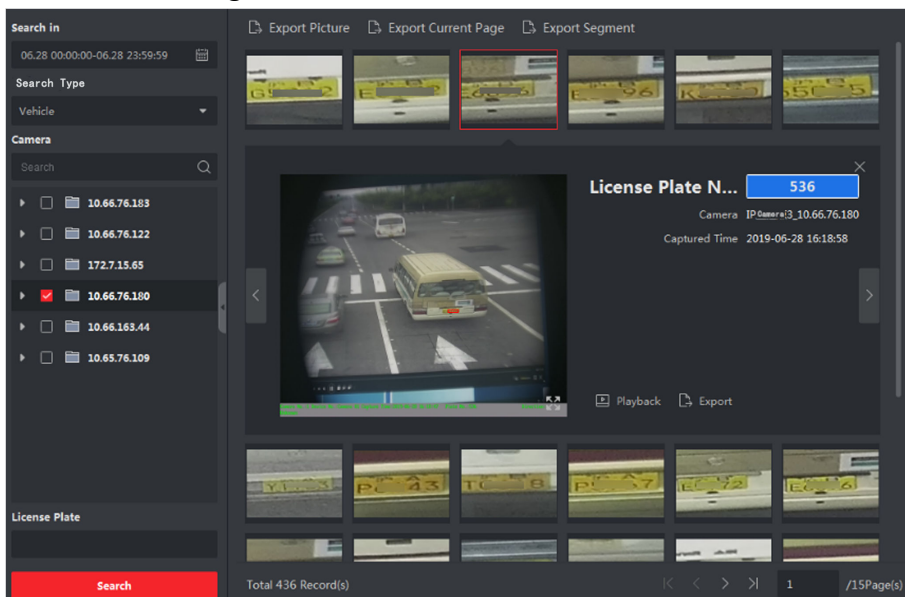 Search in
06.28 00:00:00-06.28 23:59:59
Search Type
Vehicle
Camera
Search
10.66.76.183
10.66.76.122
172.7.15.65
10.66.76.180
10.66.163.44
10.65.76.109
License Plate
Search
Export Picture
Export Current Page
Export Segment
License Plate N...
536
Camera IPCamera3_10.66.76.180
Captured Time 2019-06-28 16:18:58
Playback
Export
Total 436 Record(s)
1 /15Page(s)